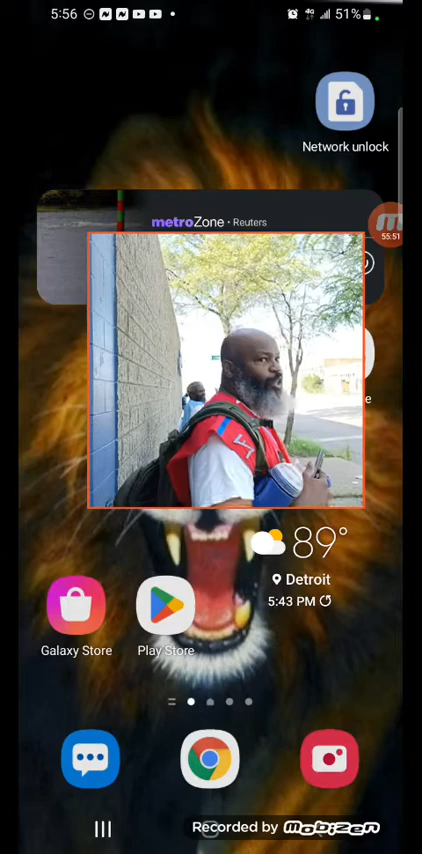 5:56
4G
51%
Network unlock
metroZone · Reuters
55:51
e
89°
Detroit
5:43 PM
Galaxy Store
Play Store
Recorded by mobizen